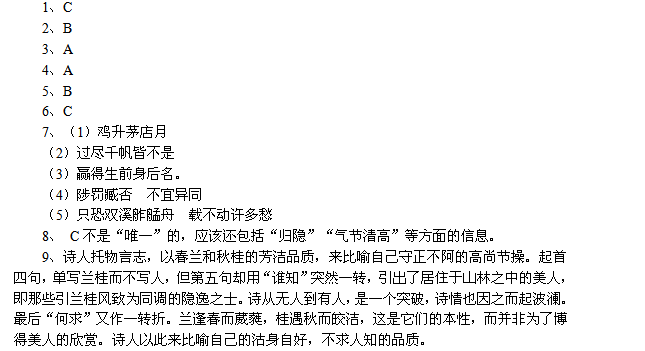 1、C
2、B
3、A
4、A
5、B
6、C
7、（1）鸡升茅店月
（2）过尽千帆皆不是
（3）赢得生前身后名。
（4）陟罚臧否　不宜异同
（5）只恐双溪舴艋舟　载不动许多愁
8、 C不是“唯一”的，应该还包括“归隐”“气节清高”等方面的信息。
9、诗人托物言志，以春兰和秋桂的芳洁品质，来比喻自己守正不阿的高尚节操。起首
四句，单写兰桂而不写人，但第五句却用“谁知”突然一转，引出了居住于山林之中的美人，
即那些引兰桂风致为同调的隐逸之士。诗从无人到有人，是一个突破，诗情也因之而起波澜。
最后“何求”又作一转折。兰逢春而葳蕤，桂遇秋而皎洁，这是它们的本性，而并非为了博
得美人的欣赏。诗人以此来比喻自己的洁身自好，不求人知的品质。